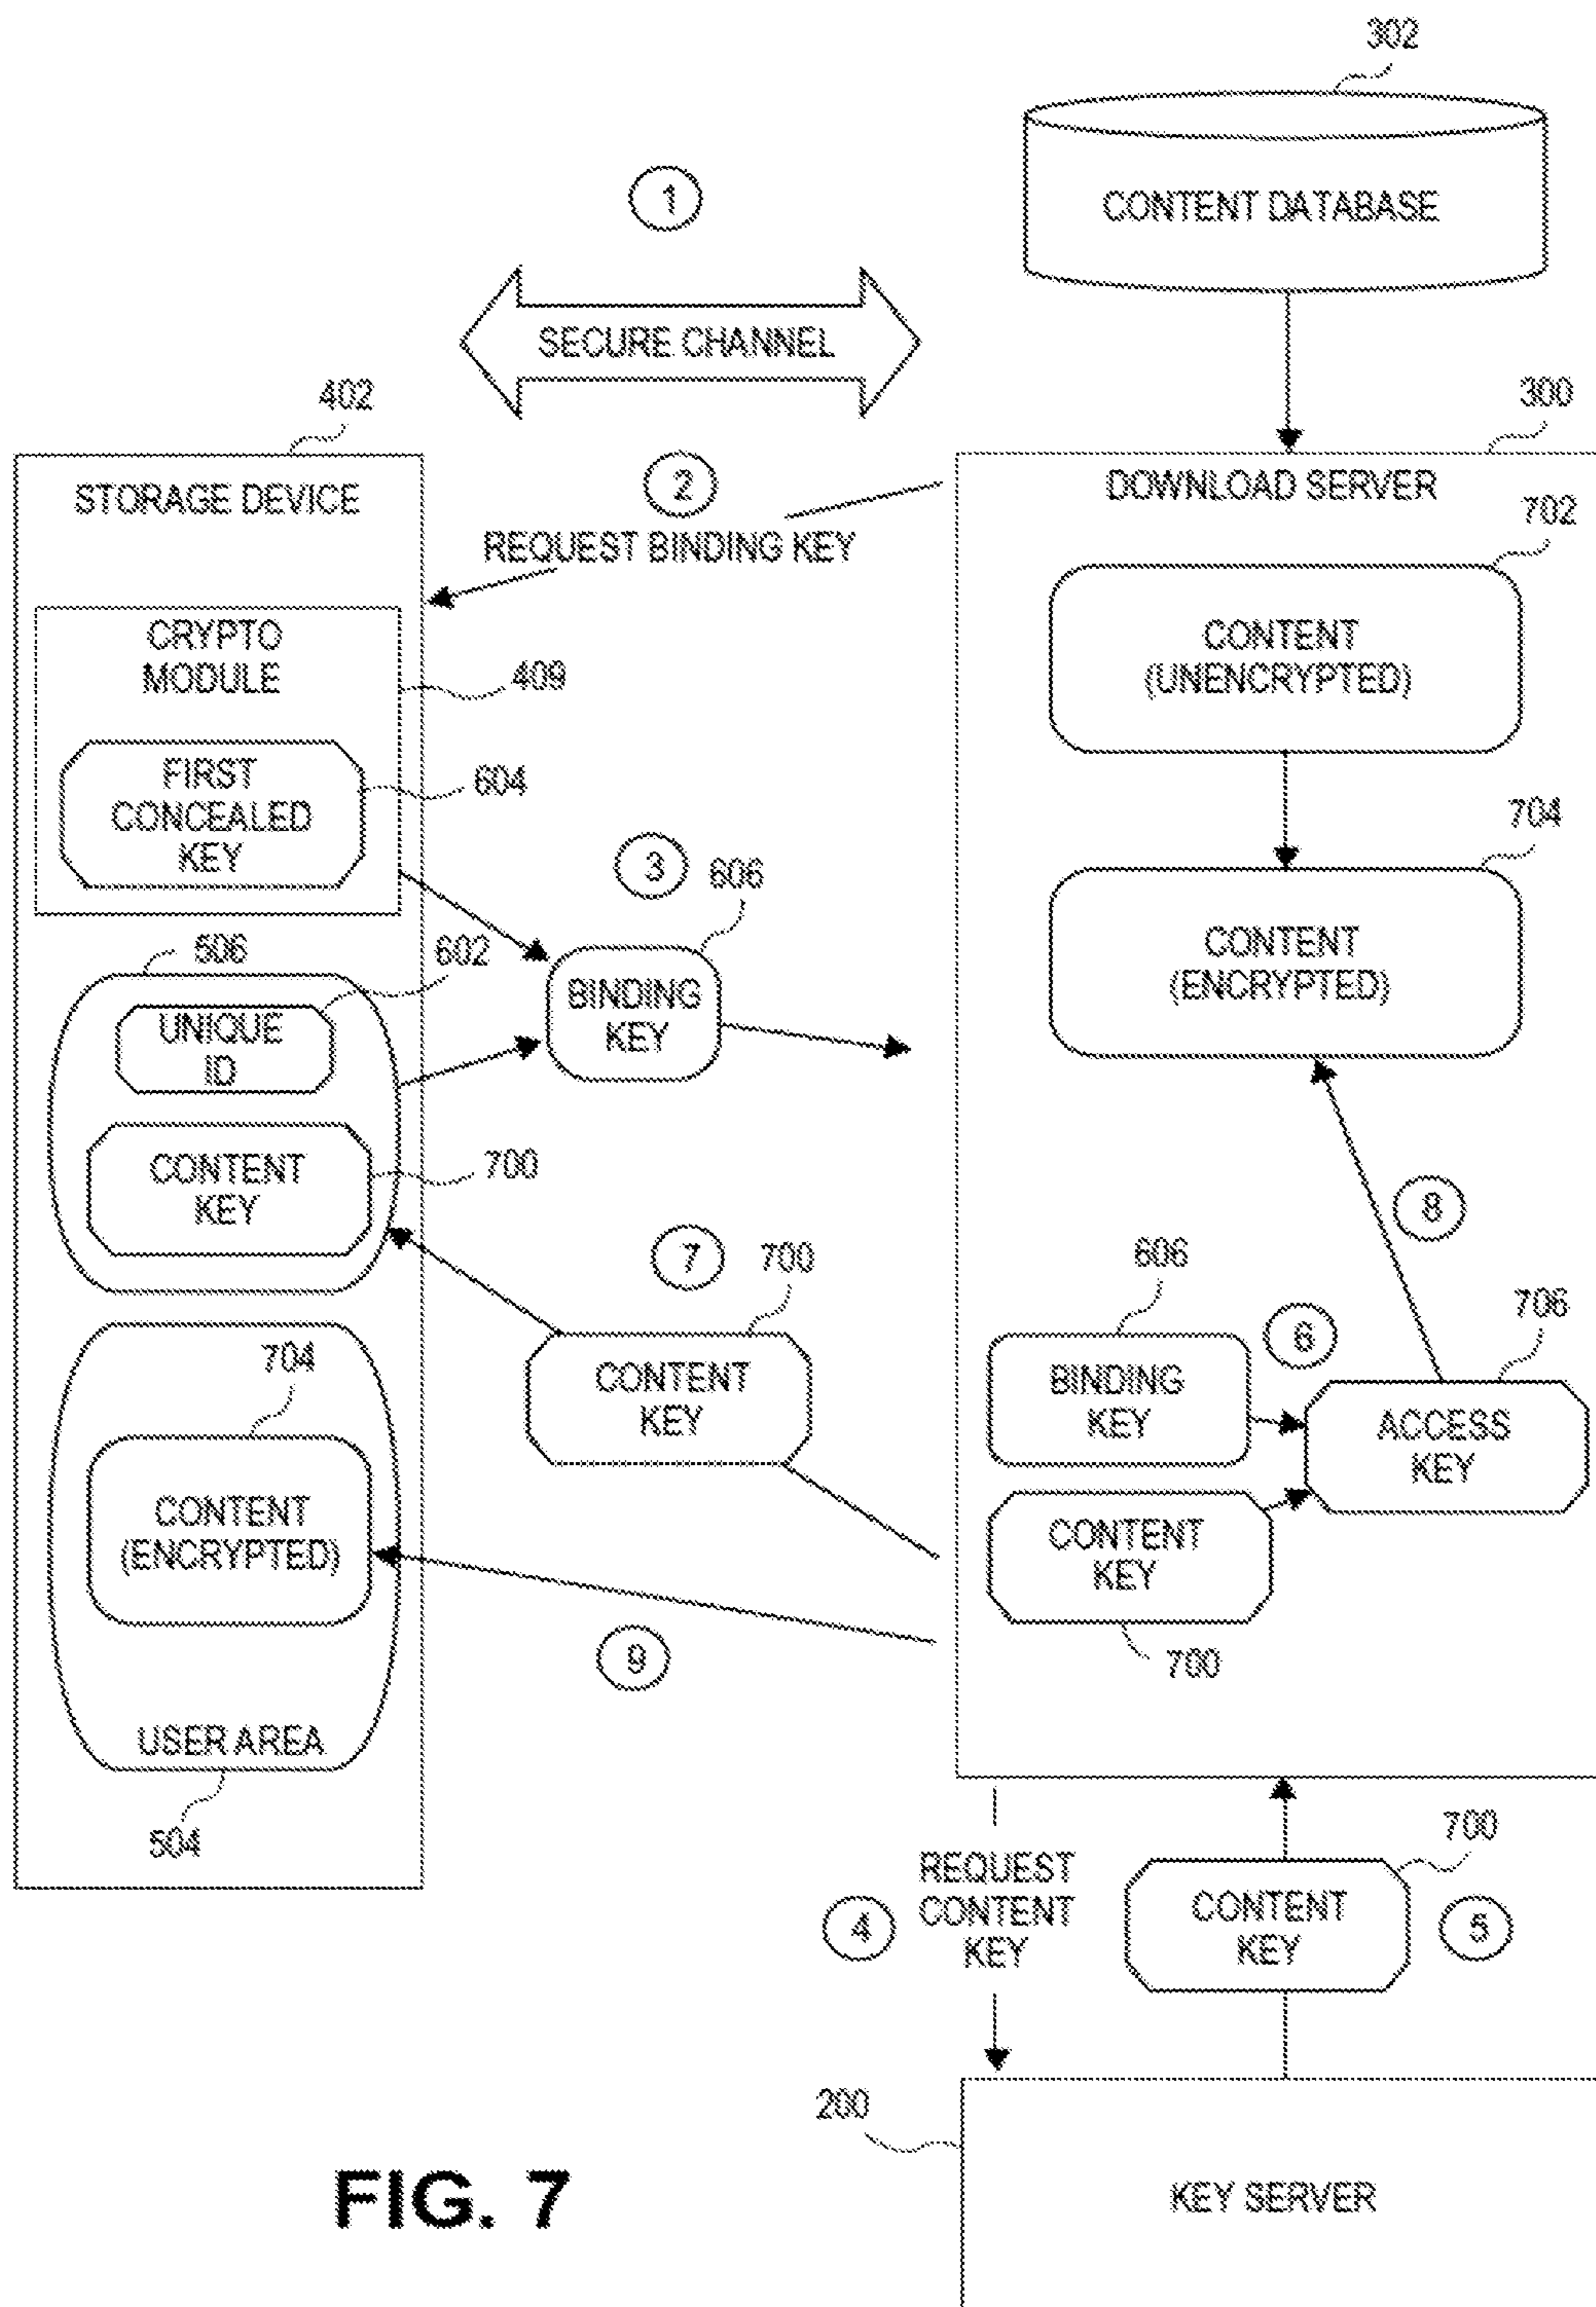 302
CONTENT DATABASE
1
SECURE CHANNEL
402
300
STORAGE DEVICE
2
REQUEST BINDING KEY
DOWNLOAD SERVER
702
CONTENT
(UNENCRYPTED)
CRYPTO
MODULE
409
FIRST
CONCEALED
KEY
604
704
CONTENT
(ENCRYPTED)
3
606
BINDING
KEY
506
602
UNIQUE
ID
CONTENT
KEY
700
8
7
700
CONTENT
KEY
606
6
706
BINDING
KEY
ACCESS
KEY
CONTENT
KEY
700
704
CONTENT
(ENCRYPTED)
9
USER AREA
504
4
REQUEST
CONTENT
KEY
700
CONTENT
KEY
5
200
KEY SERVER
FIG. 7